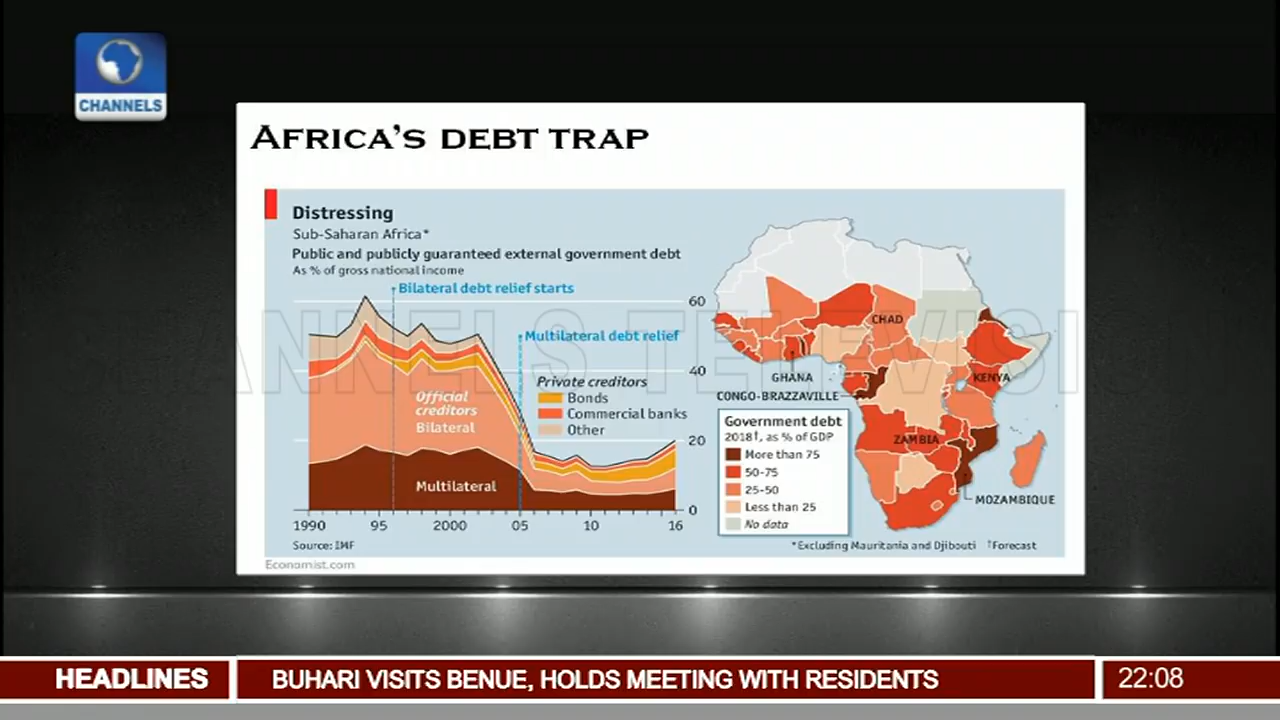 CHANNELS
AFRICA'S DEBT TRAP
Distressing
Sub-Saharan Africa*
Public and publicly guaranteed external government debt
As % of gross national income
Bilateral debt relief starts
Multilateral debt relief
60
40
20
0
Private creditors
Bonds
Commercial banks
Other
Official
creditors
Bilateral
Multilateral
1990 95 2000 05 10 16
Source: IMF
CHAD
GHANA
KENYA
CONGO-BRAZZAVILLE
ZAMBIA
MOZAMBIQUE
Government debt
2018†, as % of GDP
More than 75
50-75
25-50
Less than 25
No data
*Excluding Mauritania and Djibouti †Forecast
Economist.com
CHANNELS TELEVISI
HEADLINES
BUHARI VISITS BENUE, HOLDS MEETING WITH RESIDENTS
22:08